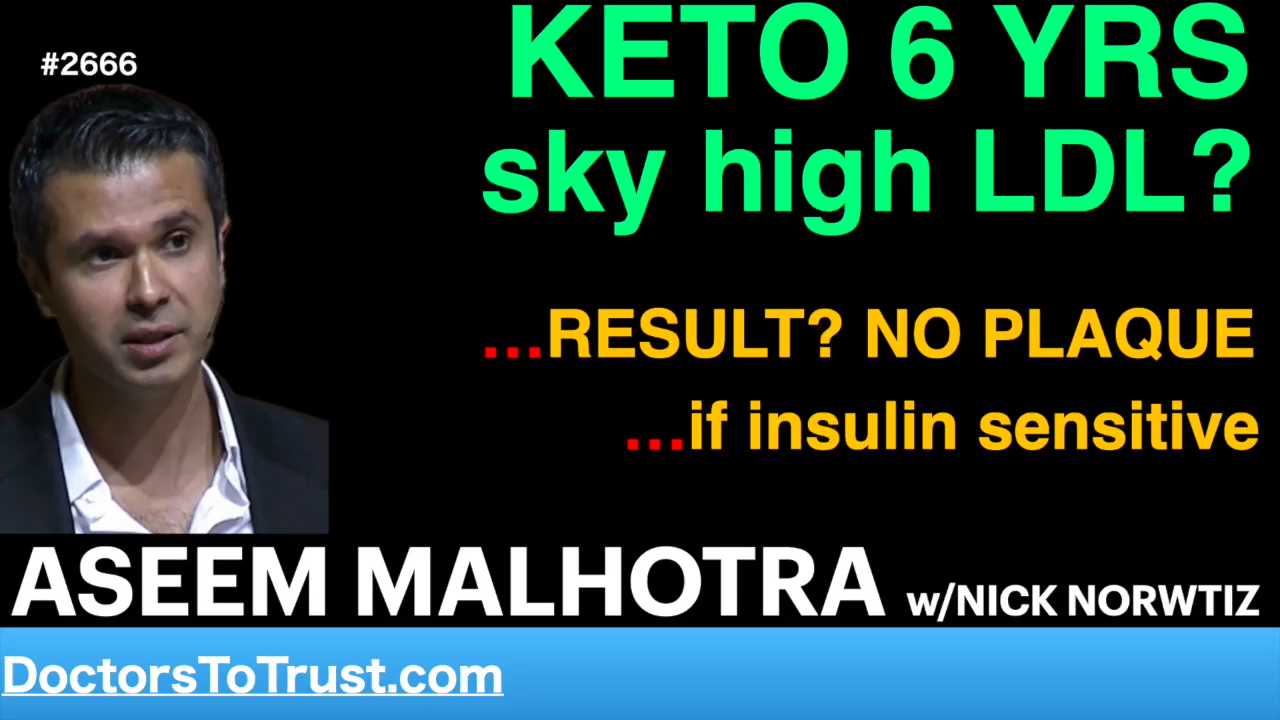 #2666
KETO 6 YRS
sky high LDL?
...RESULT? NO PLAQUE
...if insulin sensitive
ASEEM MALHOTRA w/NICK NORWTIZ
DoctorsToTrust.com